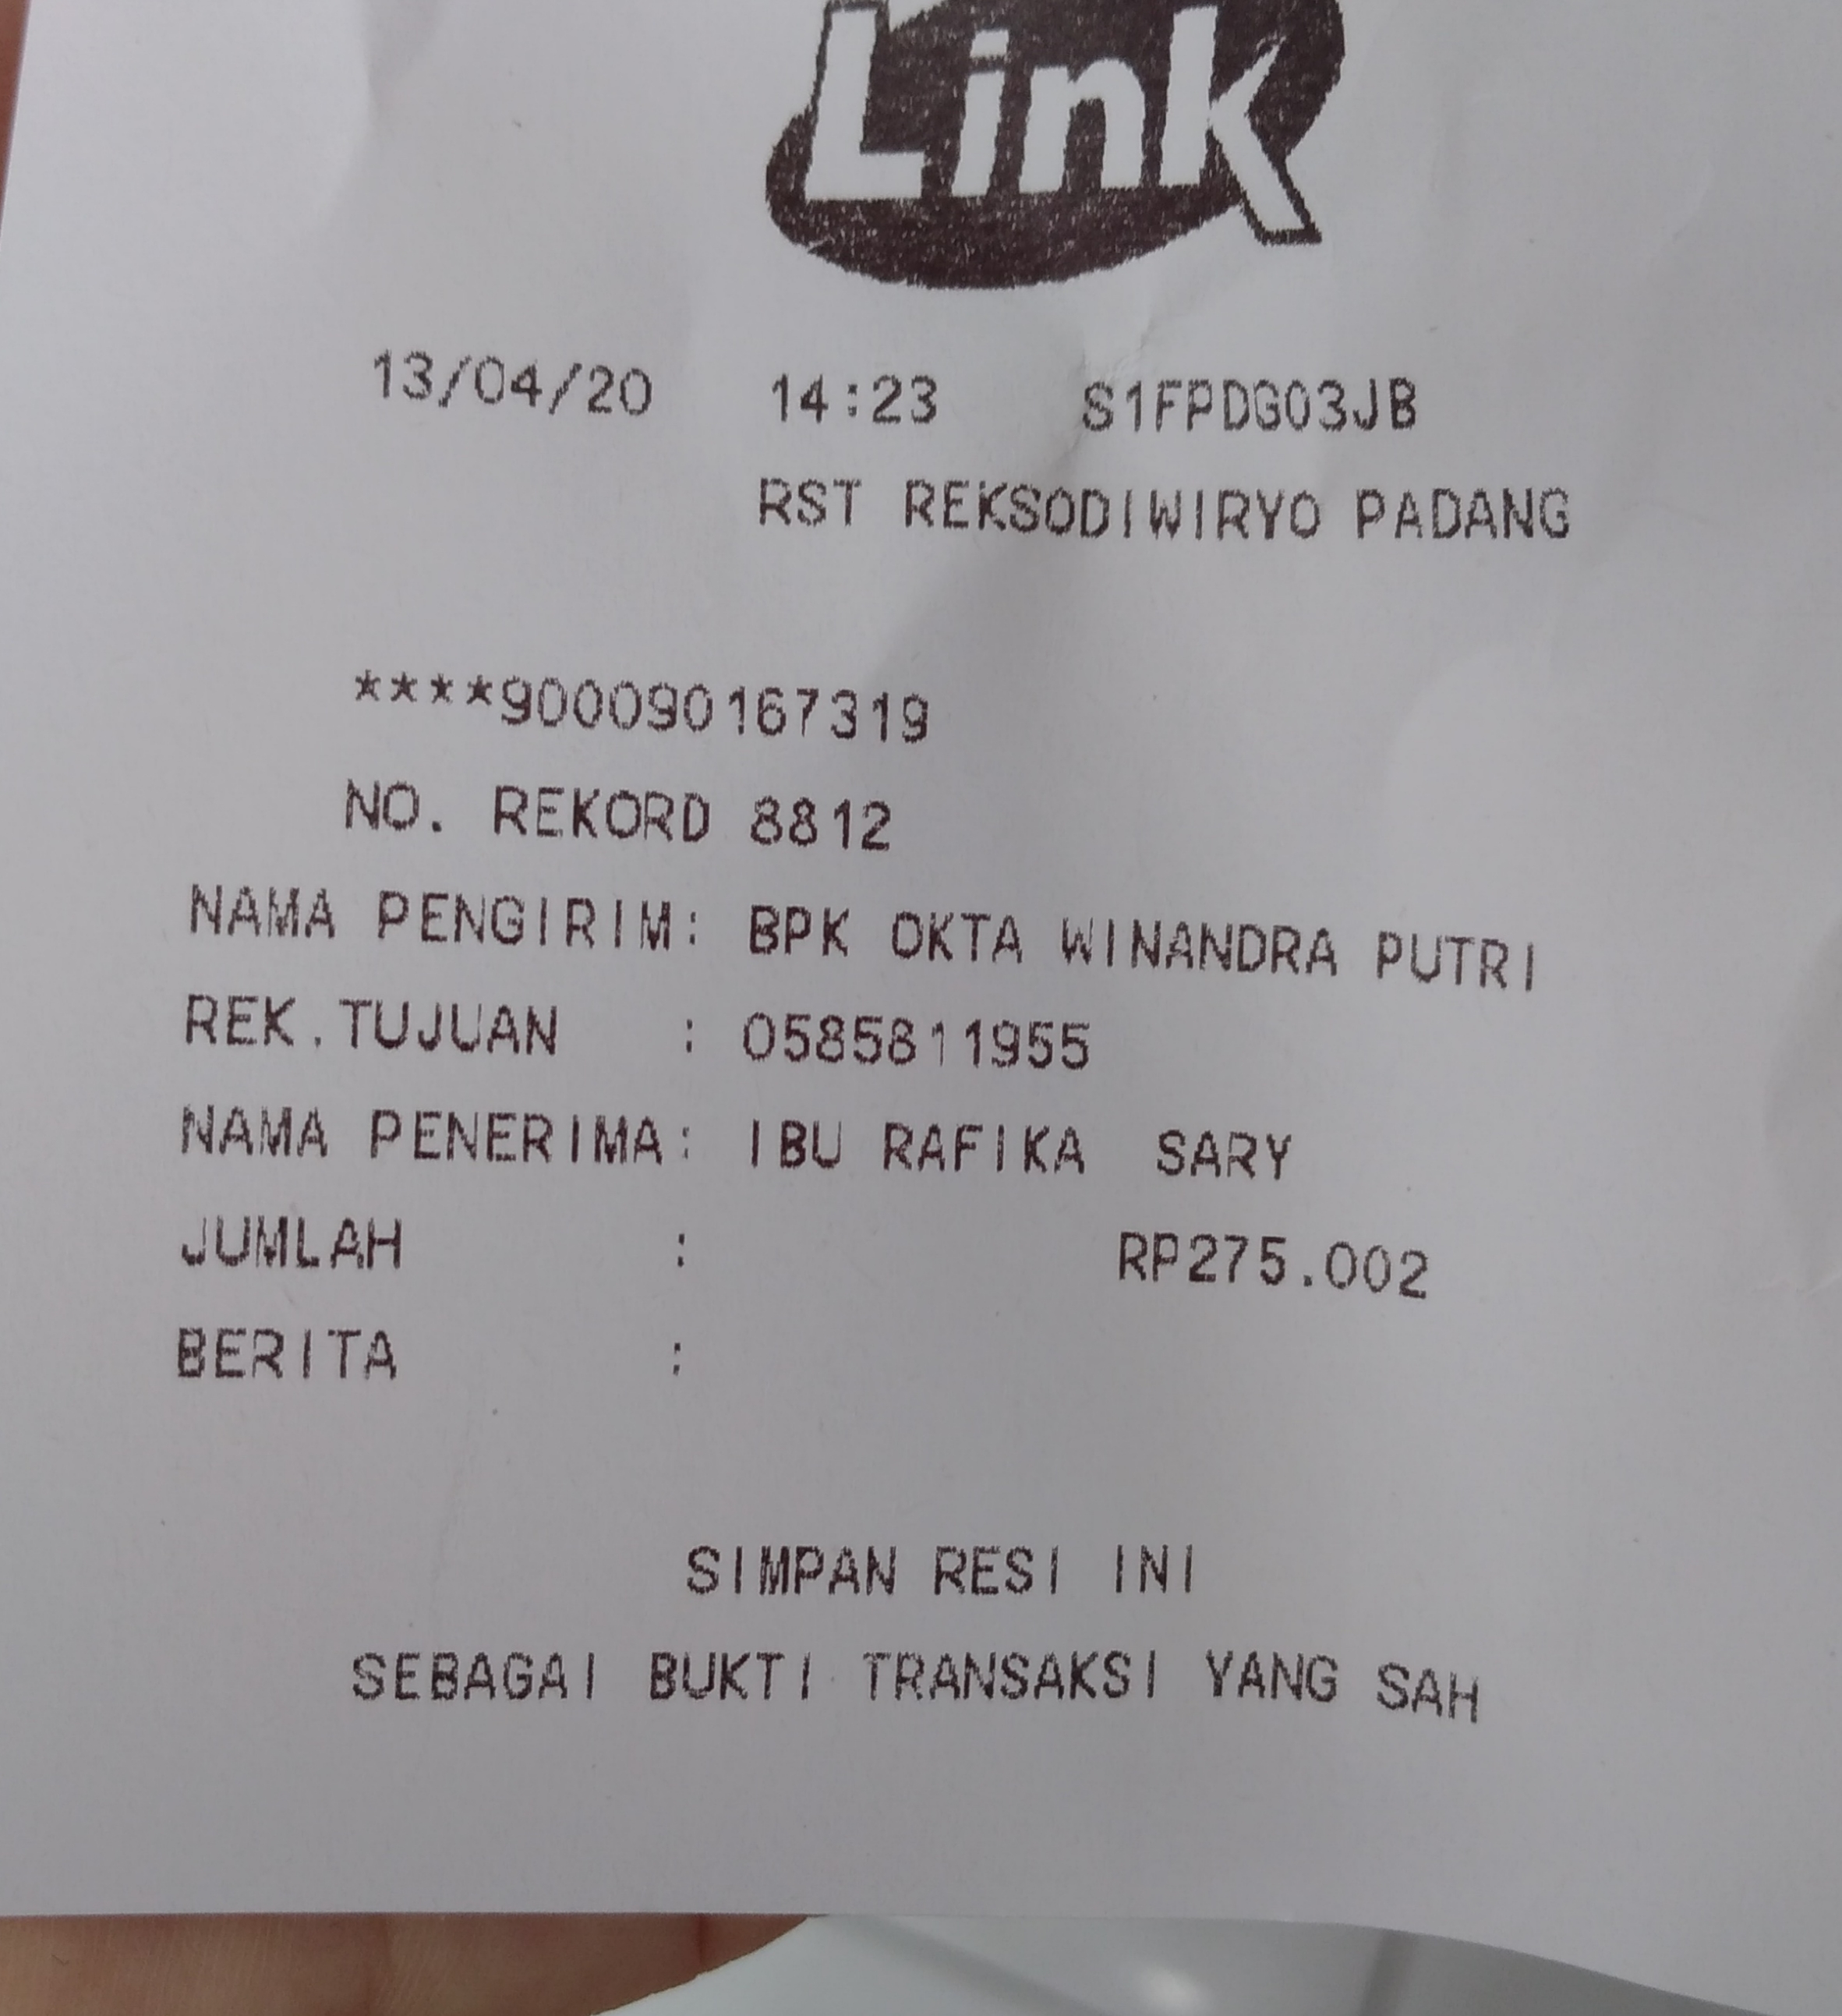 Link
13/04/20 14:23 S1FPDG03JB
RST REKSODIWIRYO PADANG
****900090167319
NO. REKORD 8812
NAMA PENGIRIM: BPK OKTA WINANDRA PUTRI
REK.TUJUAN : 0585811955
NAMA PENERIMA: IBU RAFIKA SARY
JUMLAH : RP275.002
BERITA :
SIMPAN RESI INI
SEBAGAI BUKTI TRANSAKSI YANG SAH